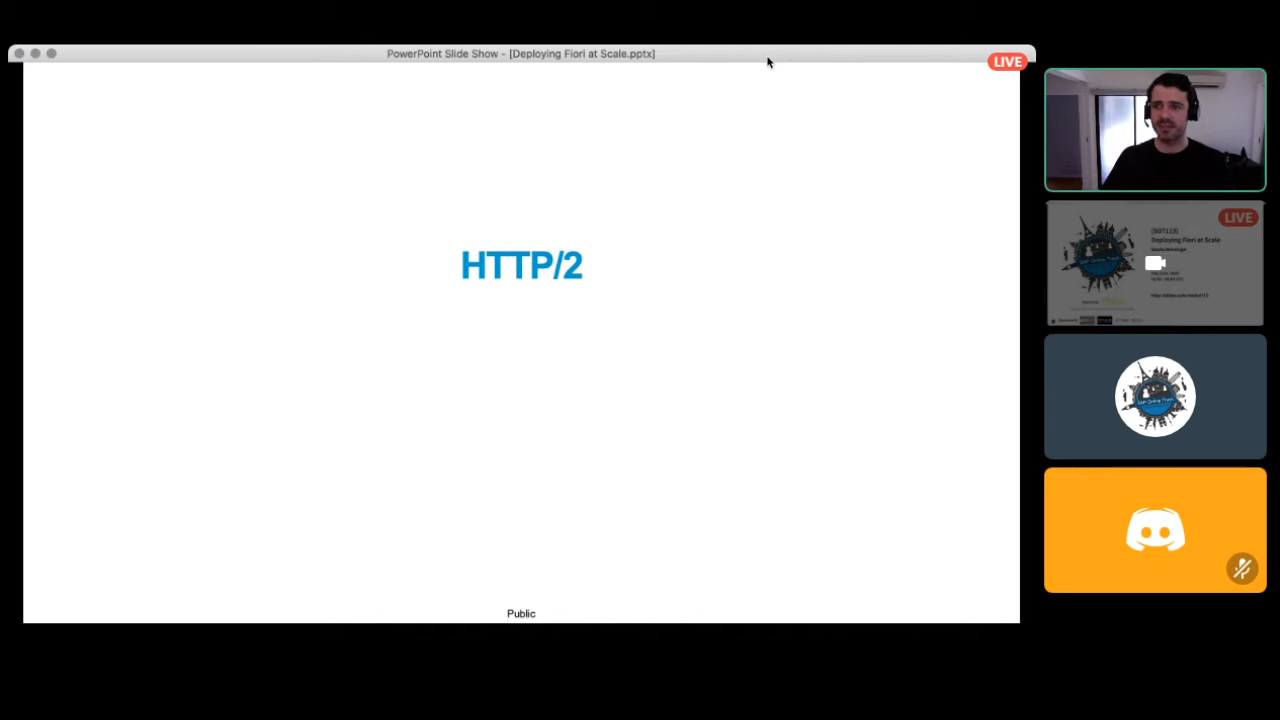 PowerPoint Slide Show - [Deploying Fiori at Scale.pptx]
LIVE
HTTP/2
Public
LIVE
Deploying Fiori at Scale